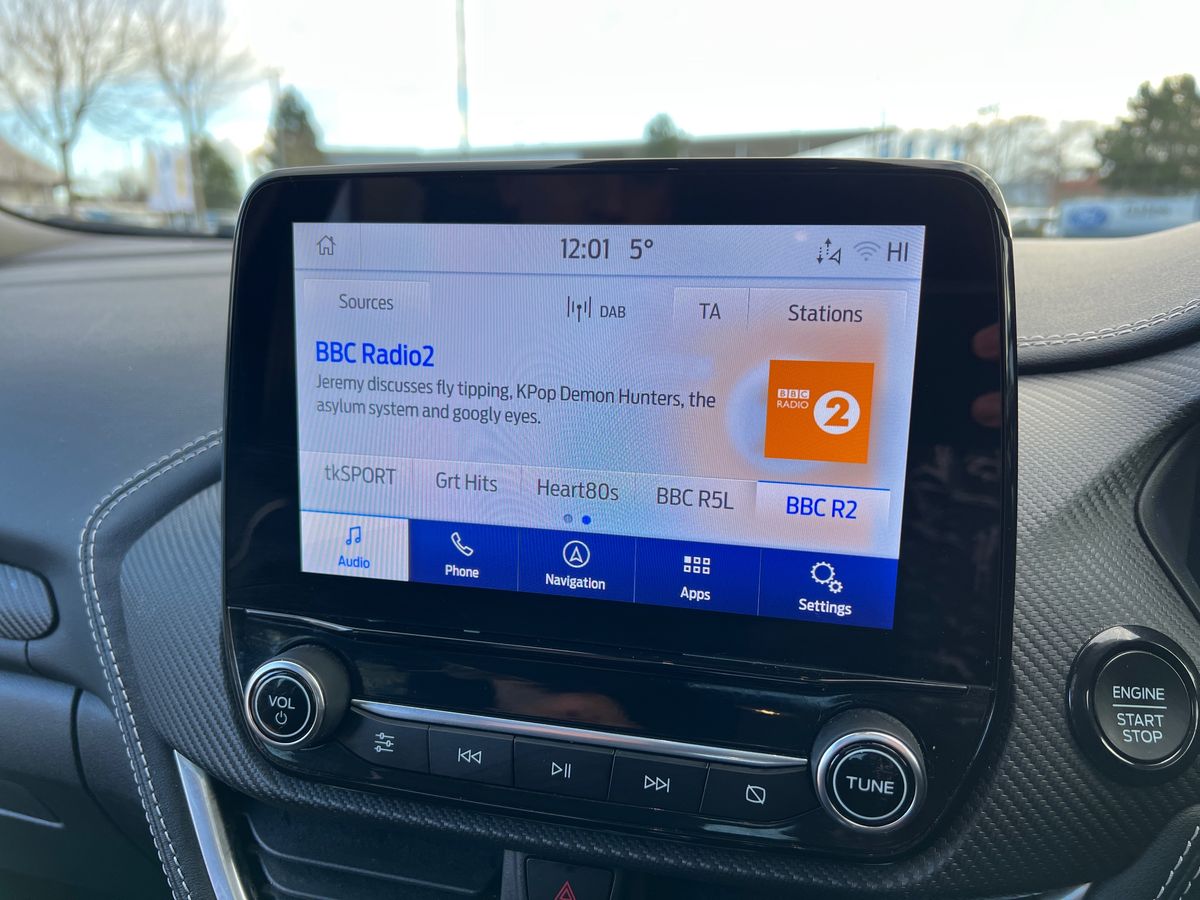 12:01 5° HI
Sources DAB TA Stations
BBC Radio2
Jeremy discusses fly tipping, KPop Demon Hunters, the
asylum system and googly eyes.
BBC
RADIO 2
tkSPORT Grt Hits Heart80s BBC R5L BBC R2
Audio Phone Navigation Apps Settings
VOL
TUNE
ENGINE
START
STOP